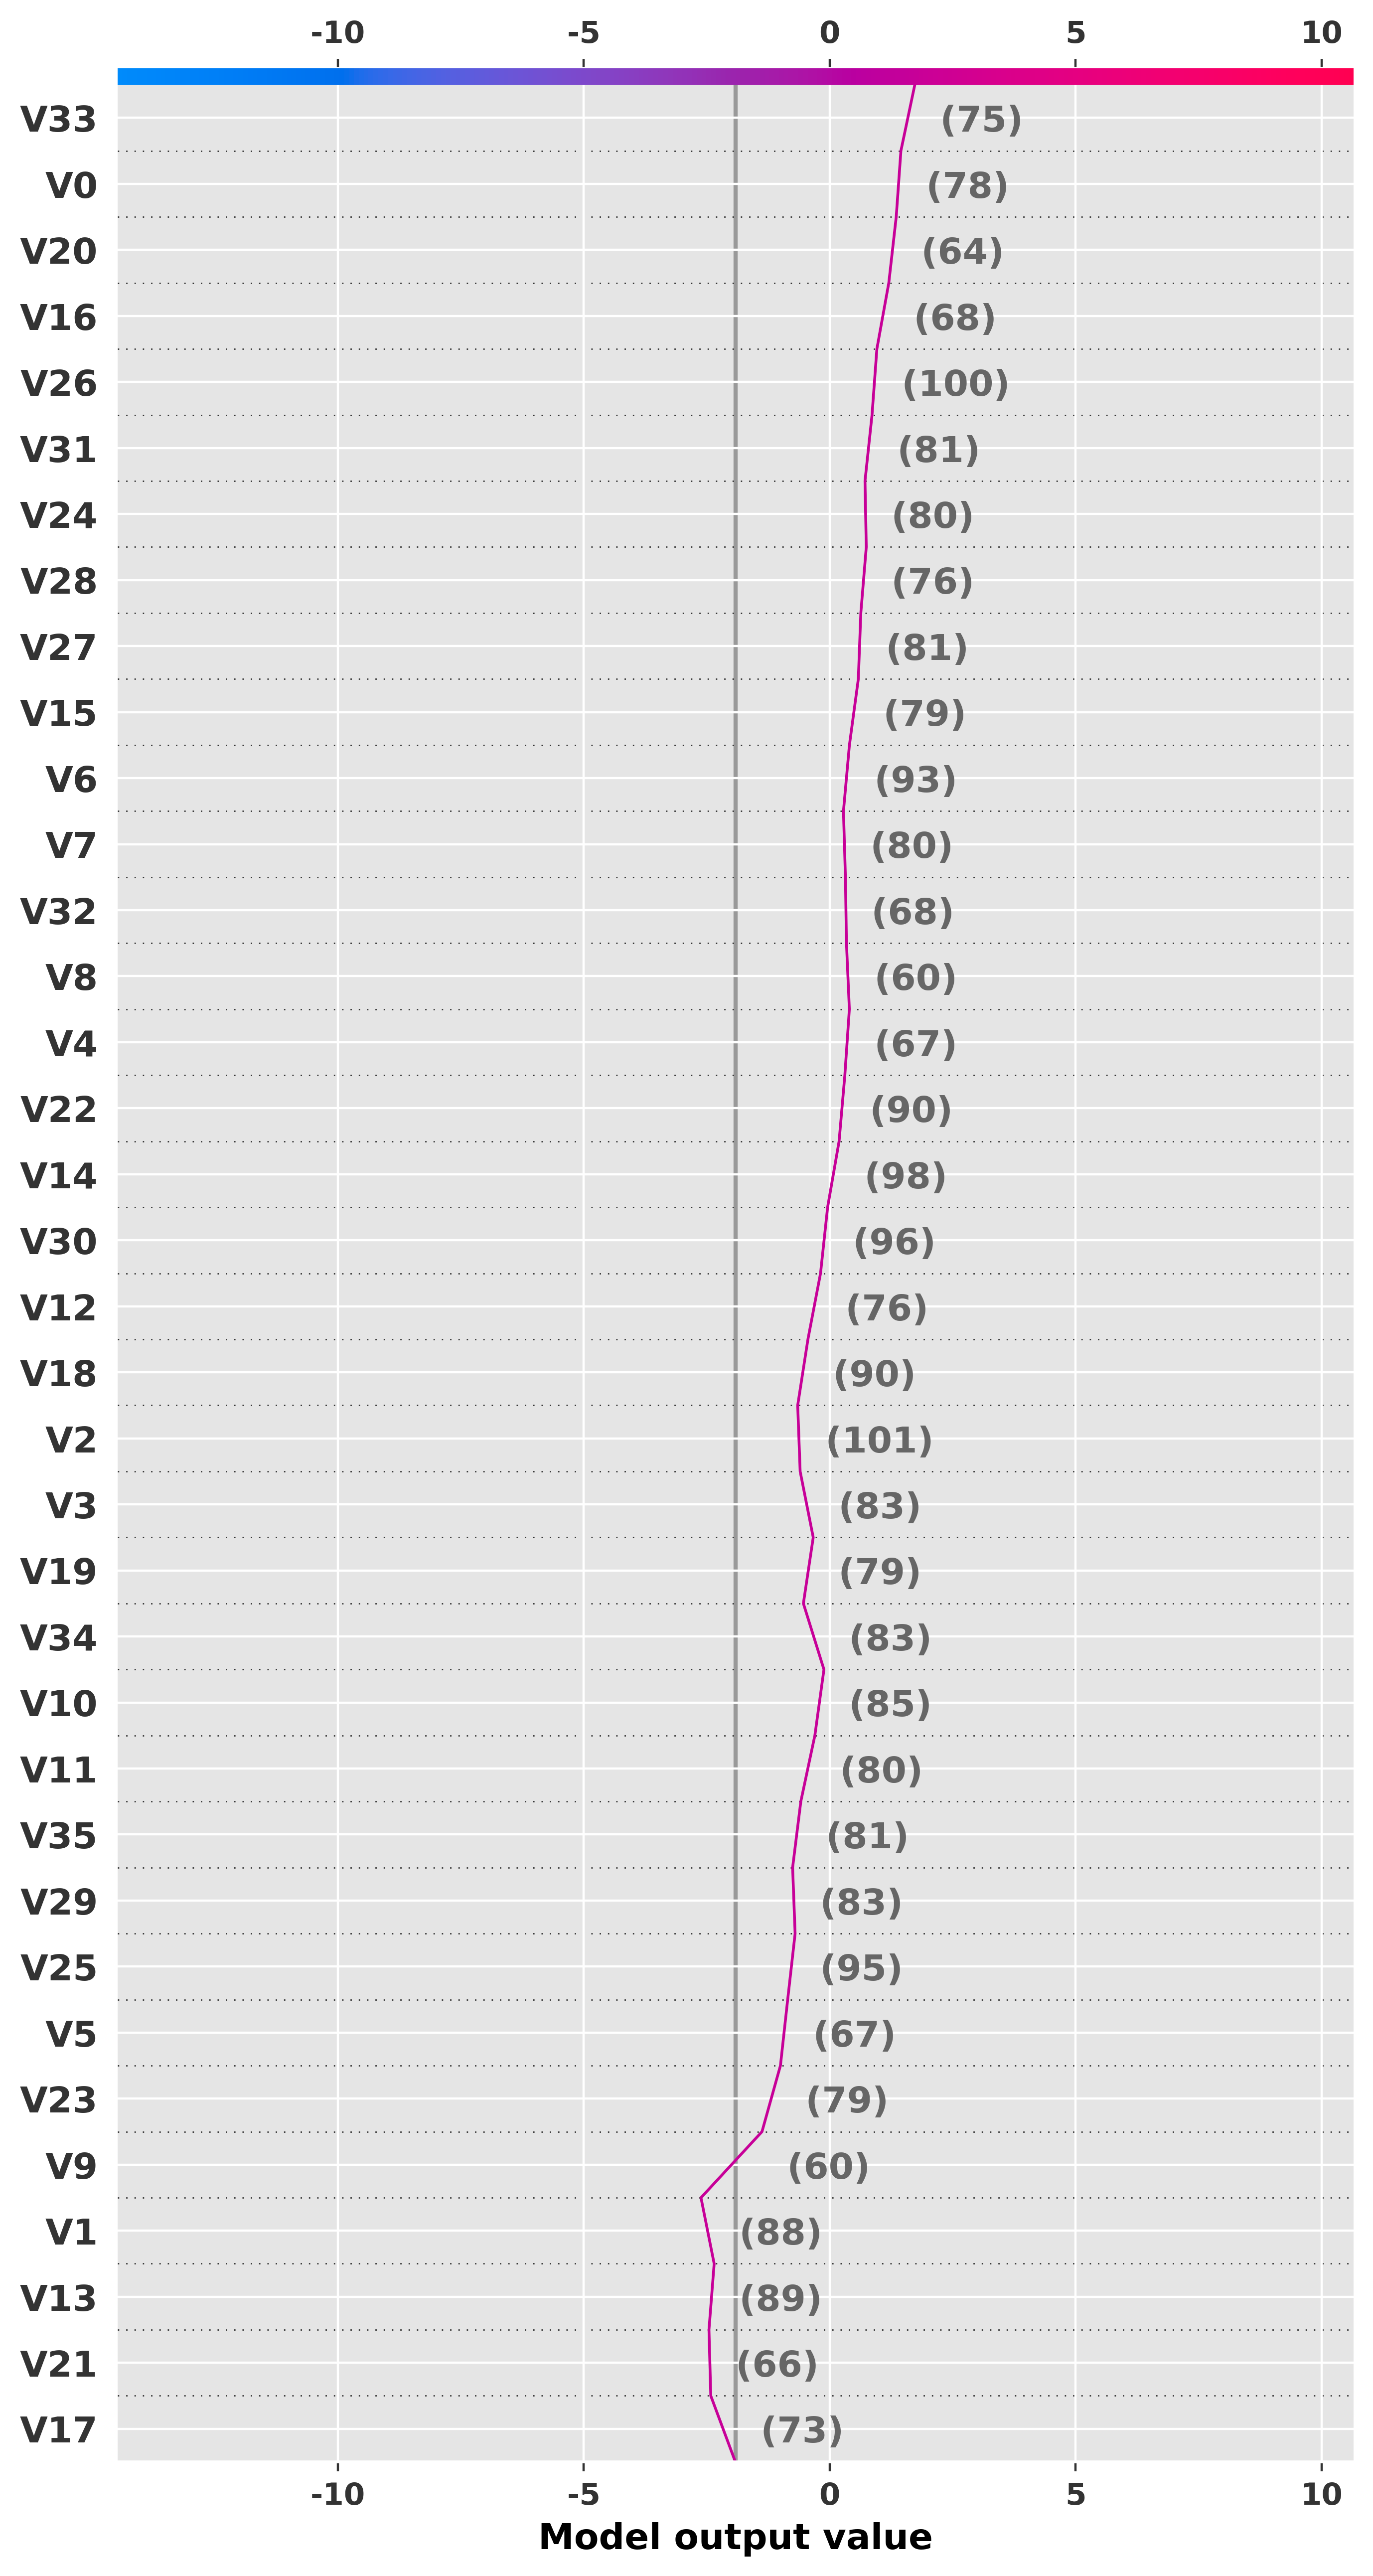 -10 -5 0 5 10
V33 (75)
V0 (78)
V20 (64)
V16 (68)
V26 (100)
V31 (81)
V24 (80)
V28 (76)
V27 (81)
V15 (79)
V6 (93)
V7 (80)
V32 (68)
V8 (60)
V4 (67)
V22 (90)
V14 (98)
V30 (96)
V12 (76)
V18 (90)
V2 (101)
V3 (83)
V19 (79)
V34 (83)
V10 (85)
V11 (80)
V35 (81)
V29 (83)
V25 (95)
V5 (67)
V23 (79)
V9 (60)
V1 (88)
V13 (89)
V21 (66)
V17 (73)
-10 -5 0 5 10
Model output value